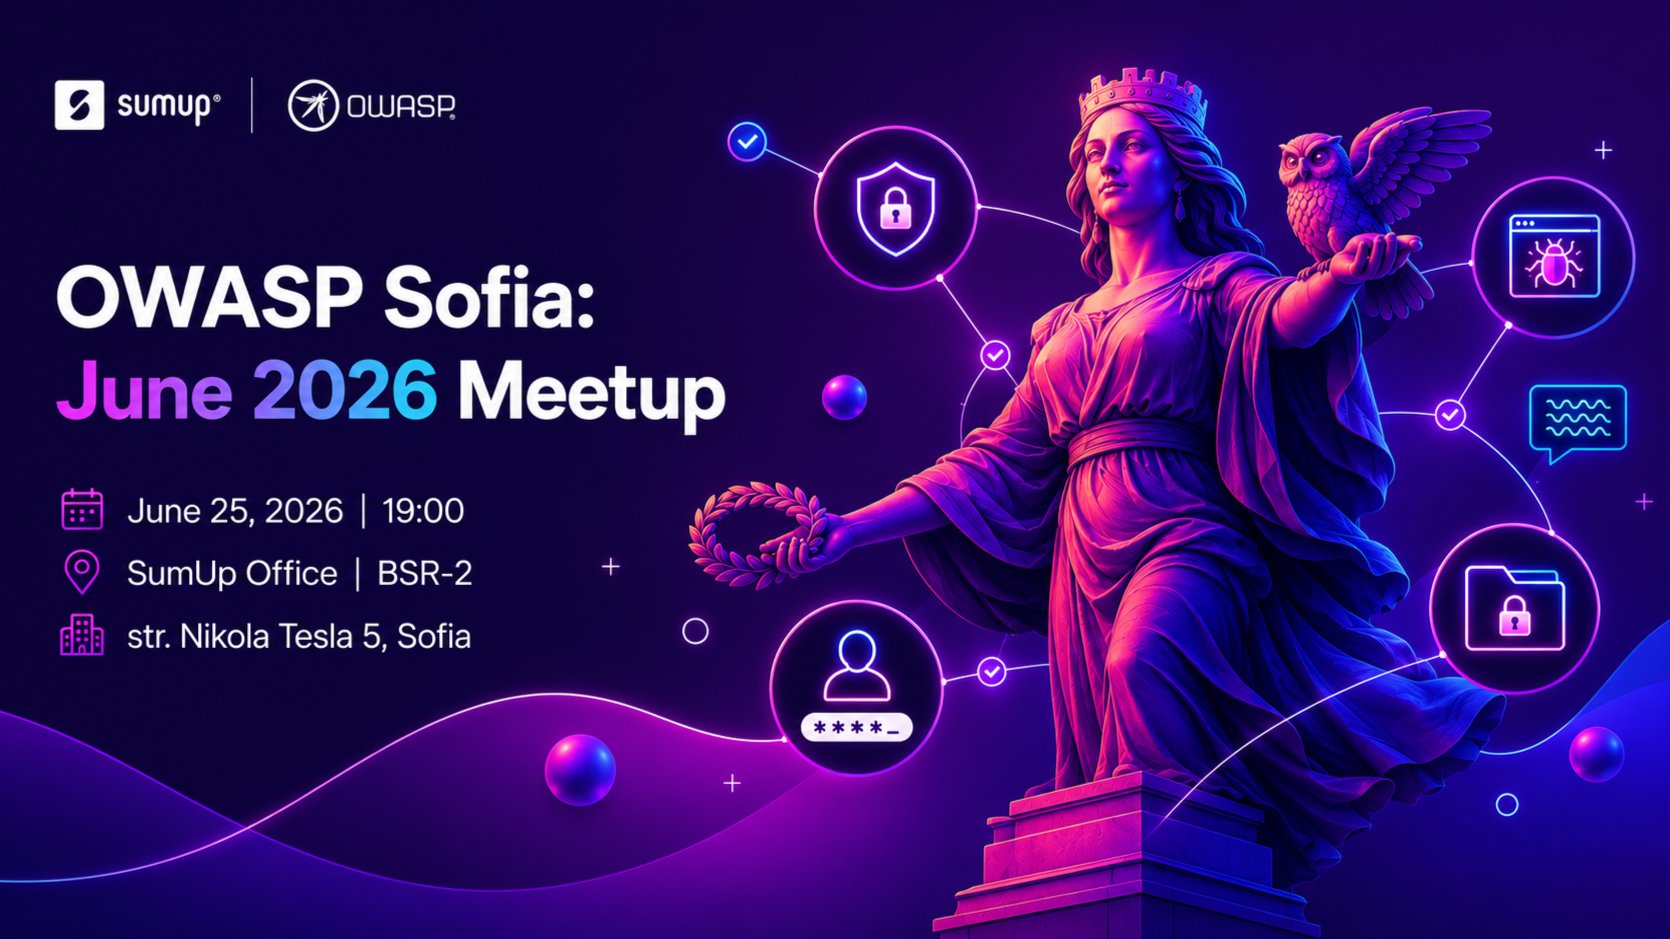 sumup®
OWASP®
OWASP Sofia:
June 2026 Meetup
June 25, 2026 | 19:00
SumUp Office | BSR-2
str. Nikola Tesla 5, Sofia
****_